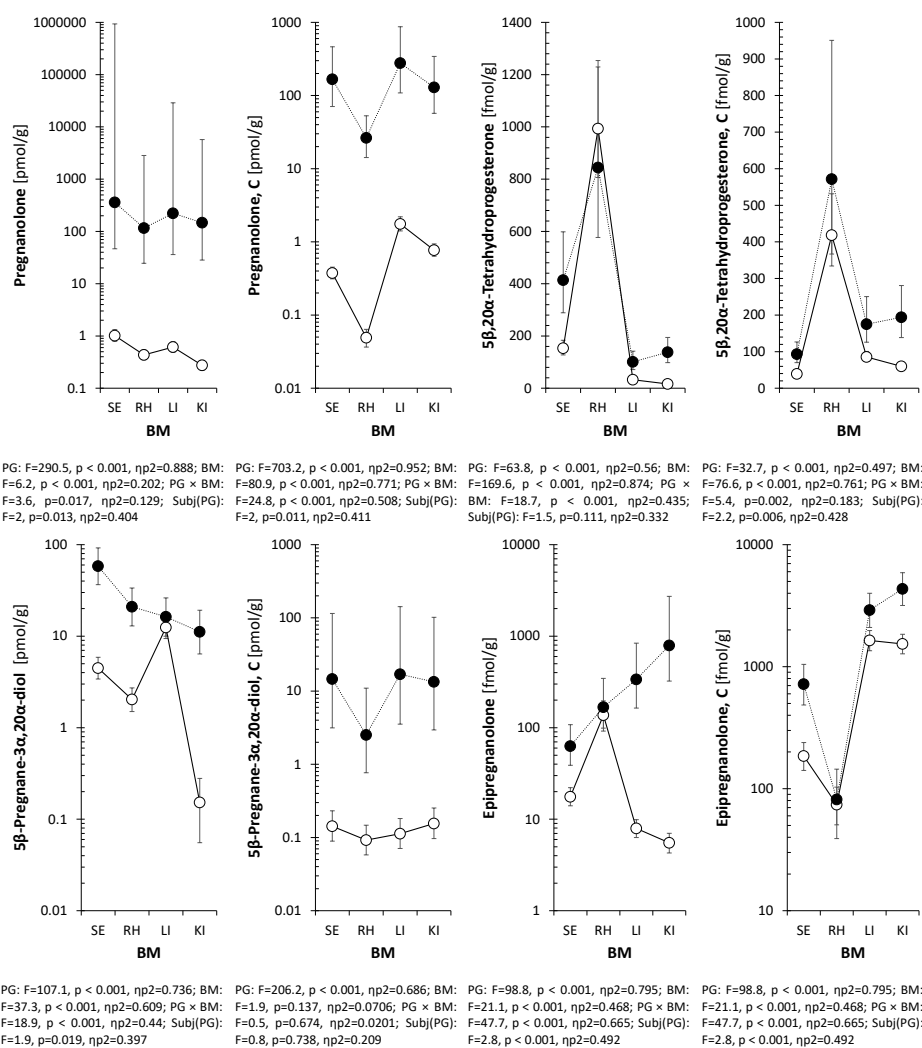 Pregnanolone [pmol/g]
1000000
100000
10000
1000
100
10
1
0.1
SE RH LI KI
BM
Pregnanolone, C [pmol/g]
1000
100
10
1
0.1
0.01
SE RH LI KI
BM
5β,20α-Tetrahydroprogesterone [fmol/g]
1400
1200
1000
800
600
400
200
0
SE RH LI KI
BM
5β,20α-Tetrahydroprogesterone, C [fmol/g]
1000
900
800
700
600
500
400
300
200
100
0
SE RH LI KI
BM
PG: F=290.5, p < 0.001, ηp2=0.888; BM:
F=6.2, p < 0.001, ηp2=0.202; PG × BM:
F=3.6, p=0.017, ηp2=0.129; Subj(PG):
F=2, p=0.013, ηp2=0.404
PG: F=703.2, p < 0.001, ηp2=0.952; BM:
F=80.9, p < 0.001, ηp2=0.771; PG × BM:
F=24.8, p < 0.001, ηp2=0.508; Subj(PG):
F=2, p=0.011, ηp2=0.411
PG: F=63.8, p < 0.001, ηp2=0.56; BM:
F=169.6, p < 0.001, ηp2=0.874; PG ×
BM: F=18.7, p < 0.001, ηp2=0.435;
Subj(PG): F=1.5, p=0.111, ηp2=0.332
PG: F=32.7, p < 0.001, ηp2=0.497; BM:
F=76.6, p < 0.001, ηp2=0.761; PG × BM:
F=5.4, p=0.002, ηp2=0.183; Subj(PG):
F=2.2, p=0.006, ηp2=0.428
5β-Pregnane-3α,20α-diol [pmol/g]
100
10
1
0.1
0.01
SE RH LI KI
BM
5β-Pregnane-3α,20α-diol, C [pmol/g]
1000
100
10
1
0.1
0.01
SE RH LI KI
BM
Epipregnanolone [fmol/g]
10000
1000
100
10
1
SE RH LI KI
BM
Epipregnanolone, C [fmol/g]
10000
1000
100
10
SE RH LI KI
BM
PG: F=107.1, p < 0.001, ηp2=0.736; BM:
F=37.3, p < 0.001, ηp2=0.609; PG × BM:
F=18.9, p < 0.001, ηp2=0.44; Subj(PG):
F=1.9, p=0.019, ηp2=0.397
PG: F=206.2, p < 0.001, ηp2=0.686; BM:
F=1.9, p=0.137, ηp2=0.0706; PG × BM:
F=0.5, p=0.674, ηp2=0.0201; Subj(PG):
F=0.8, p=0.738, ηp2=0.209
PG: F=98.8, p < 0.001, ηp2=0.795; BM:
F=21.1, p < 0.001, ηp2=0.468; PG × BM:
F=47.7, p < 0.001, ηp2=0.665; Subj(PG):
F=2.8, p < 0.001, ηp2=0.492
PG: F=98.8, p < 0.001, ηp2=0.795; BM:
F=21.1, p < 0.001, ηp2=0.468; PG × BM:
F=47.7, p < 0.001, ηp2=0.665; Subj(PG):
F=2.8, p < 0.001, ηp2=0.492